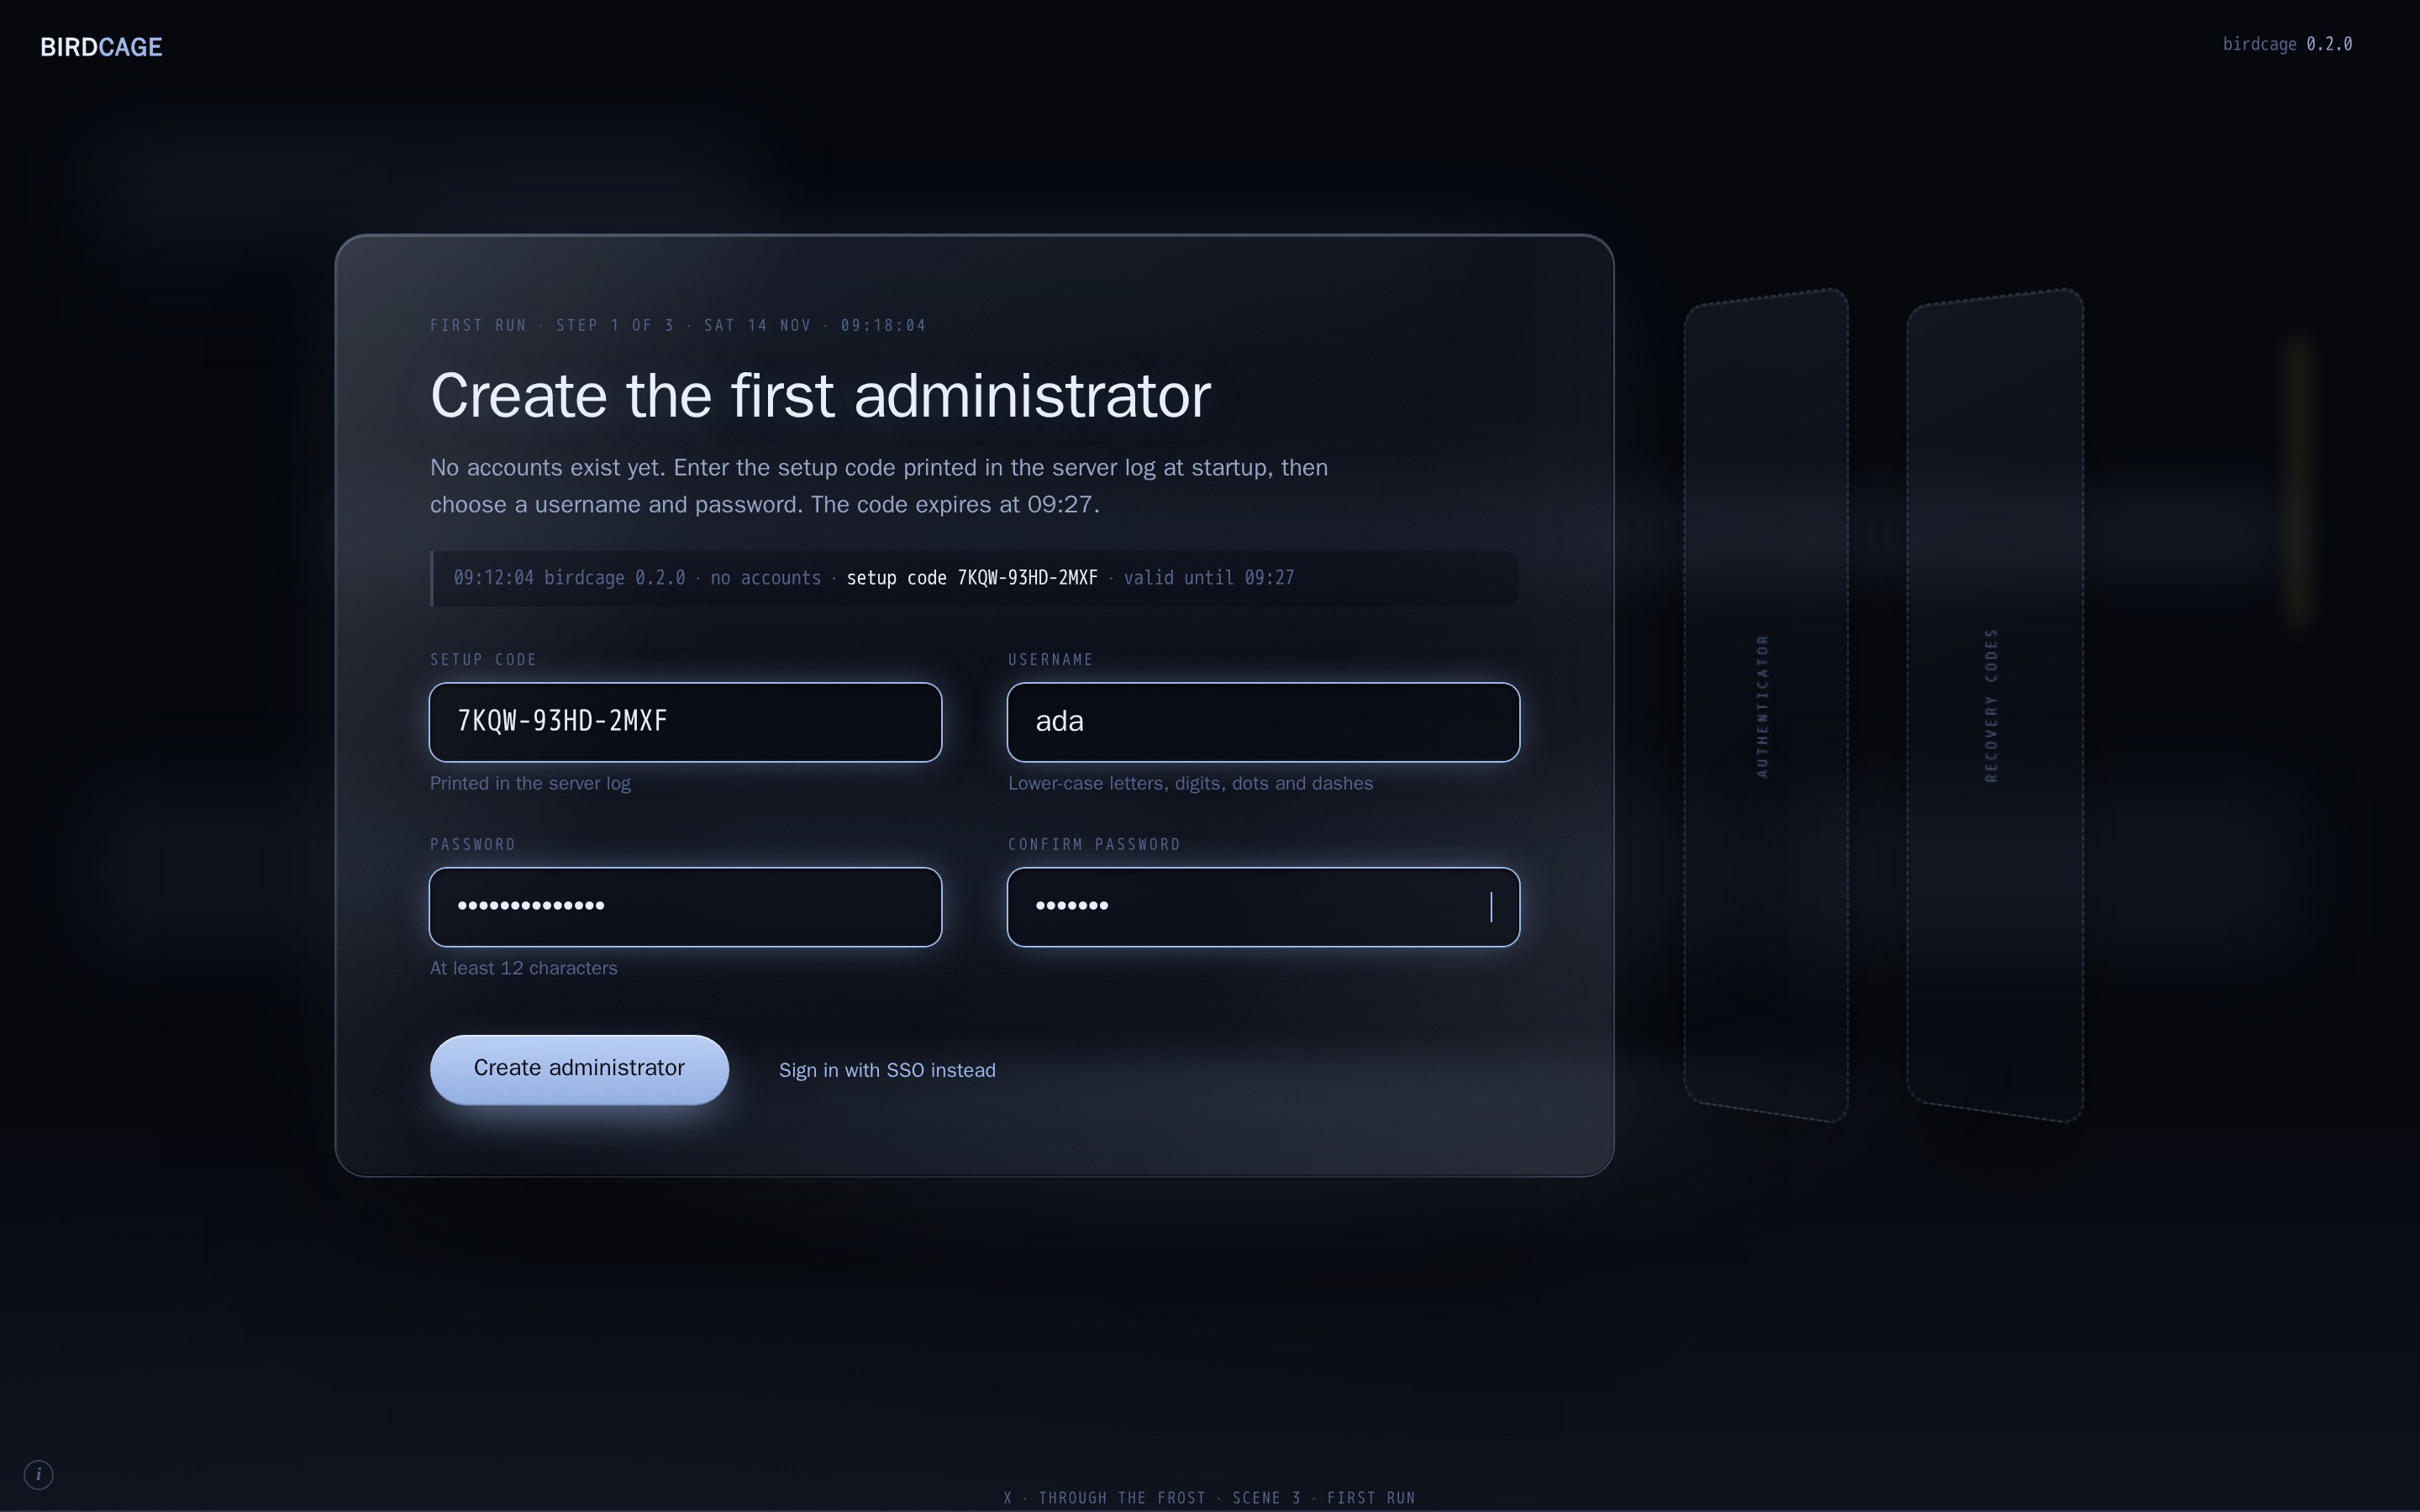 BIRDCAGE
birdcage 0.2.0
FIRST RUN · STEP 1 OF 3 · SAT 14 NOV · 09:18:04
Create the first administrator
No accounts exist yet. Enter the setup code printed in the server log at startup, then
choose a username and password. The code expires at 09:27.
09:12:04 birdcage 0.2.0 · no accounts · setup code 7KQW-93HD-2MXF · valid until 09:27
SETUP CODE
7KQW-93HD-2MXF
Printed in the server log
USERNAME
ada
Lower-case letters, digits, dots and dashes
PASSWORD
••••••••••••••
At least 12 characters
CONFIRM PASSWORD
•••••••
Create administrator
Sign in with SSO instead
AUTHENTICATOR
RECOVERY CODES
i
X · THROUGH THE FROST · SCENE 3 · FIRST RUN